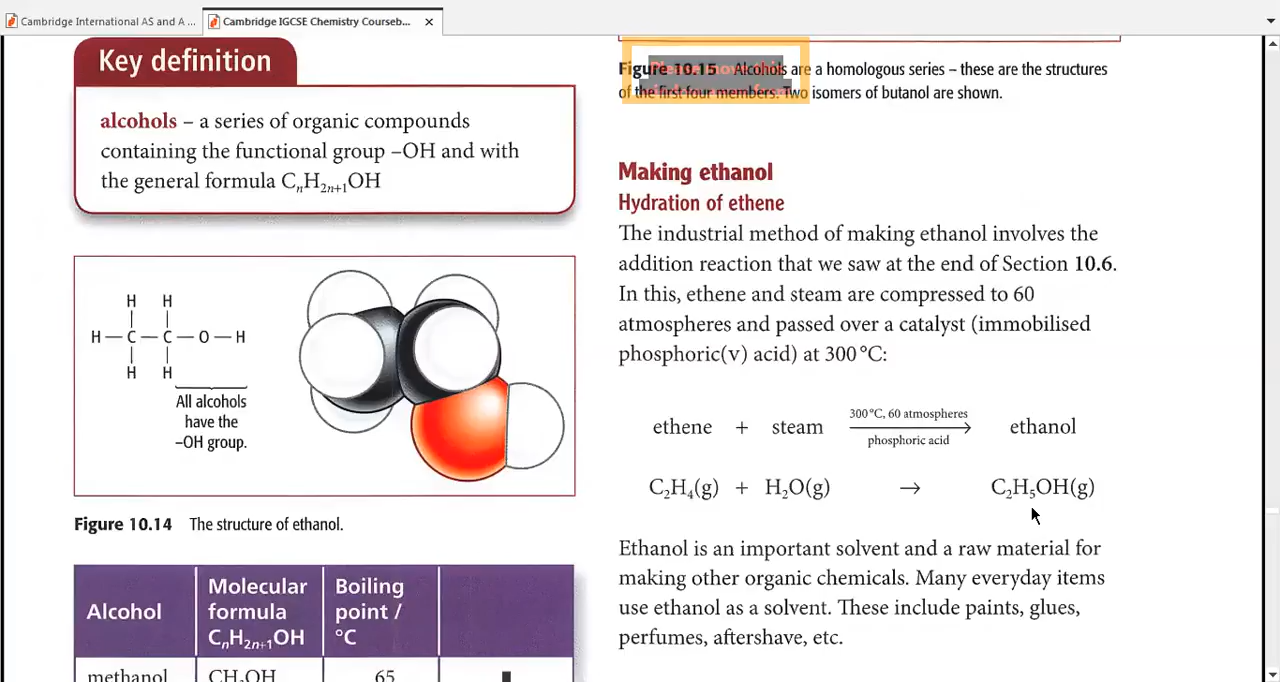 Cambridge International AS and A ...
Cambridge IGCSE Chemistry Courseb...
Key definition
alcohols – a series of organic compounds
containing the functional group –OH and with
the general formula CₙH₂ₙ₊₁OH
H H
H–C–C–O–H
H H
All alcohols
have the
–OH group.
Figure 10.14 The structure of ethanol.
Alcohol
Molecular
formula
CₙH₂ₙ₊₁OH
Boiling
point /
°C
methanol CH₃OH 65
Figure 10.15 Alcohols are a homologous series – these are the structures
of the first four members. Two isomers of butanol are shown.
Making ethanol
Hydration of ethene
The industrial method of making ethanol involves the
addition reaction that we saw at the end of Section 10.6.
In this, ethene and steam are compressed to 60
atmospheres and passed over a catalyst (immobilised
phosphoric(v) acid) at 300 °C:
300 °C, 60 atmospheres
ethene + steam ⟶ ethanol
phosphoric acid
C₂H₄(g) + H₂O(g) → C₂H₅OH(g)
Ethanol is an important solvent and a raw material for
making other organic chemicals. Many everyday items
use ethanol as a solvent. These include paints, glues,
perfumes, aftershave, etc.